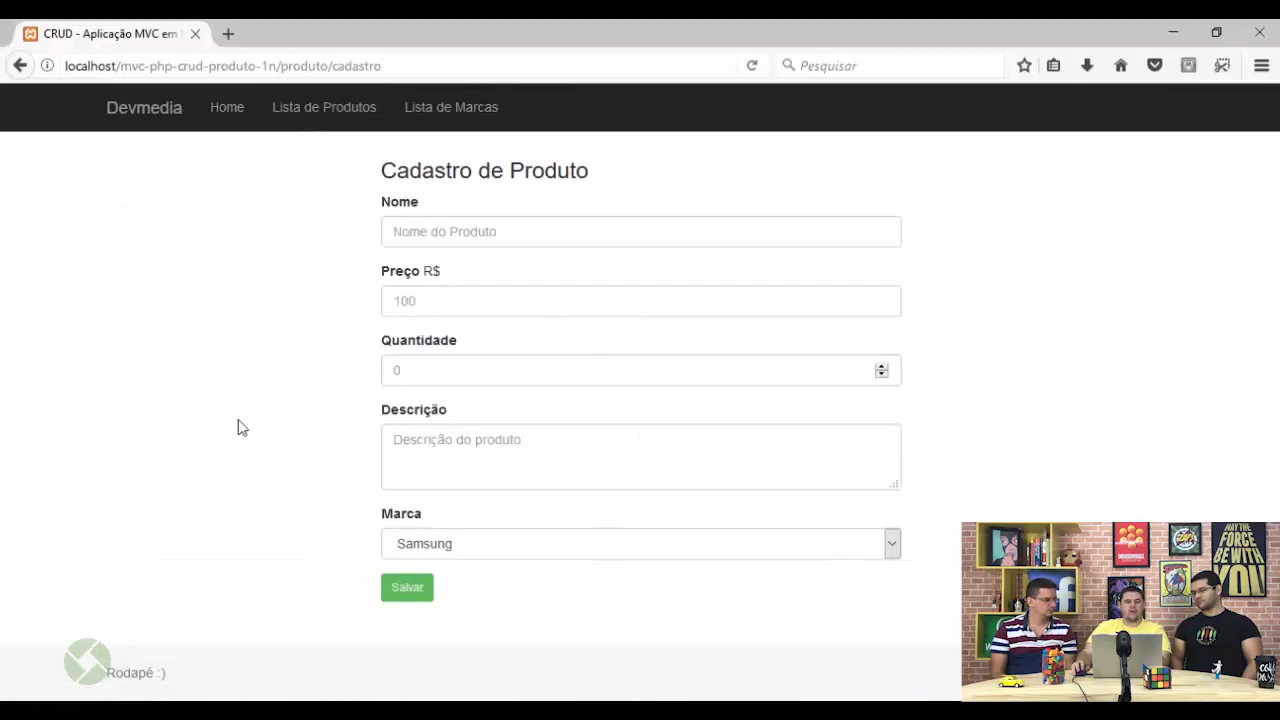 CRUD - Aplicação MVC em
localhost/mvc-php-crud-produto-1n/produto/cadastro
Pesquisar
Devmedia Home Lista de Produtos Lista de Marcas
Cadastro de Produto
Nome
Nome do Produto
Preço R$
100
Quantidade
0
Descrição
Descrição do produto
Marca
Samsung
Salvar
Rodapé :)
MAY THE
FORCE
BE WITH
YOU